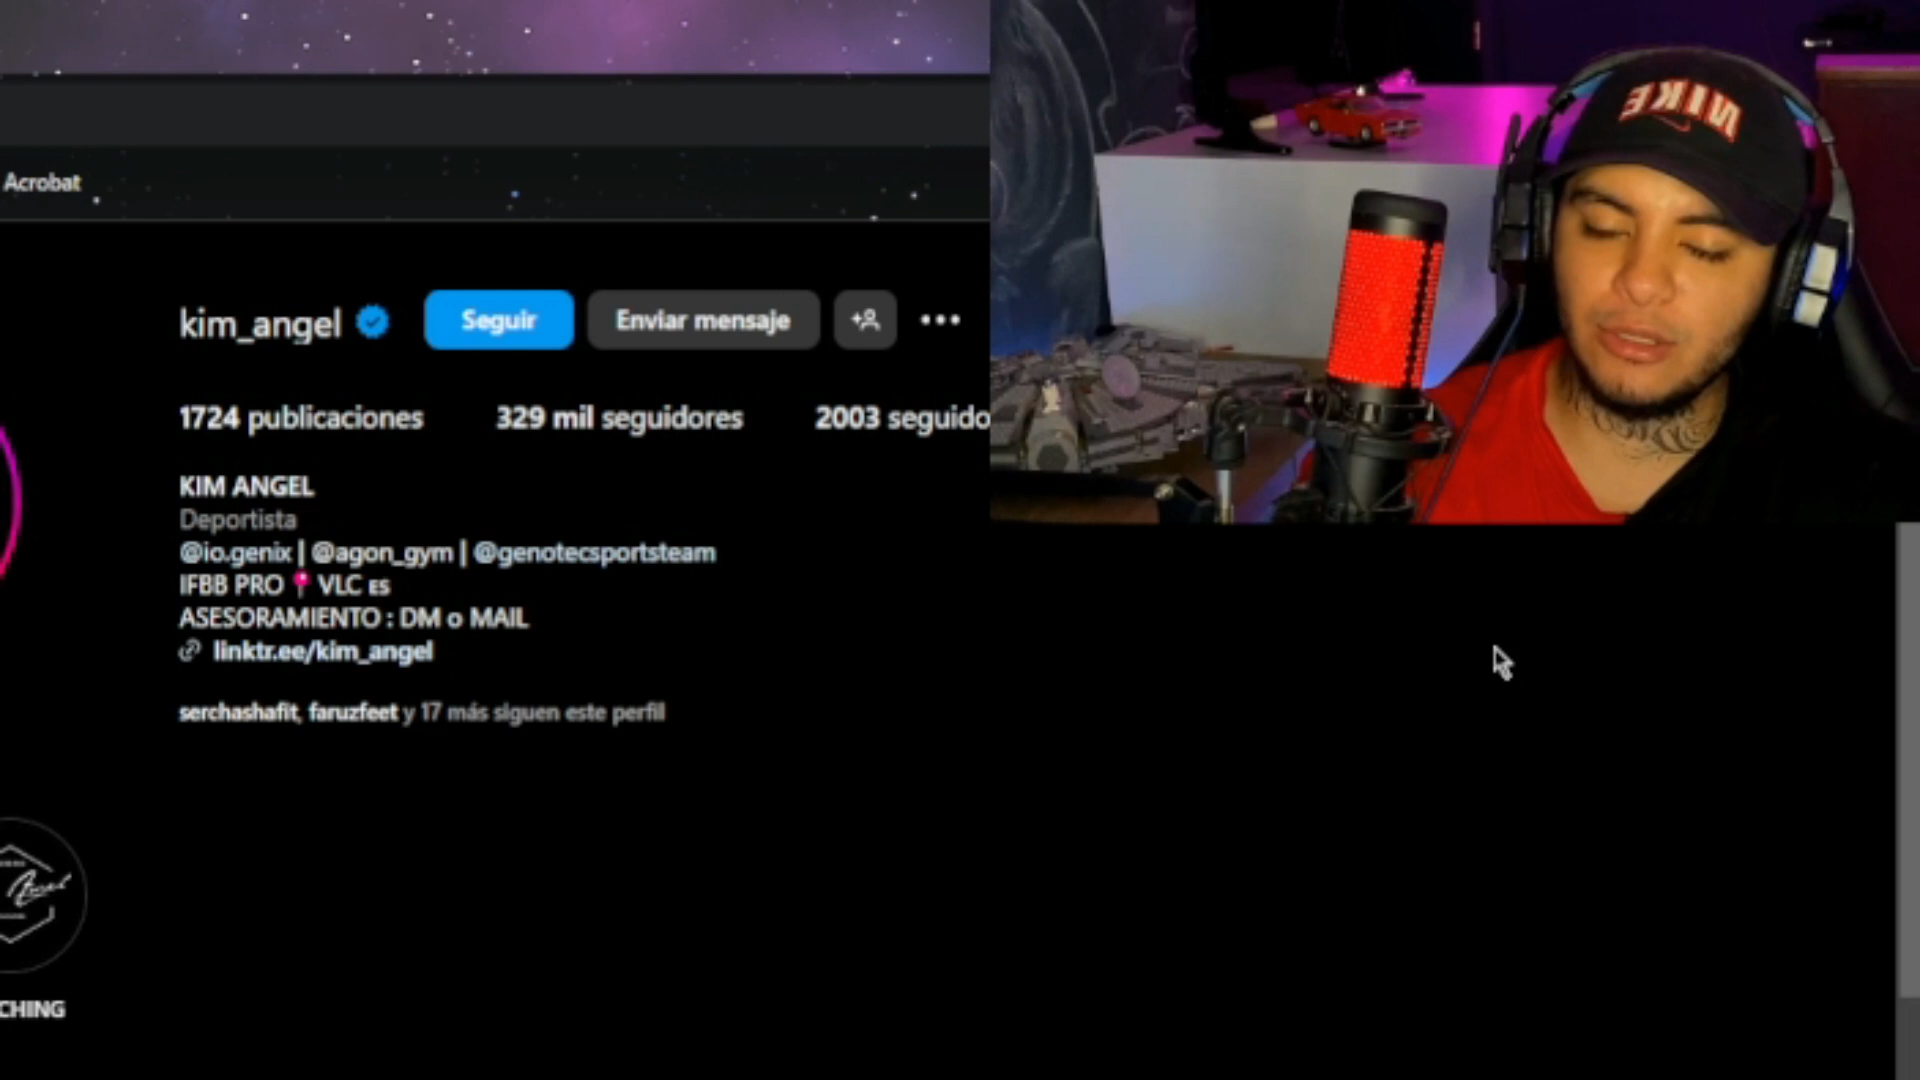 Acrobat
kim_angel
Seguir
Enviar mensaje
1724 publicaciones
329 mil seguidores
2003 seguido
KIM ANGEL
Deportista
@io.genix | @agon_gym | @genotecsportsteam
IFBB PRO 📍 VLC ES
ASESORAMIENTO : DM o MAIL
linktr.ee/kim_angel
serchashafit, faruzfeet y 17 más siguen este perfil
CHING
NIKE